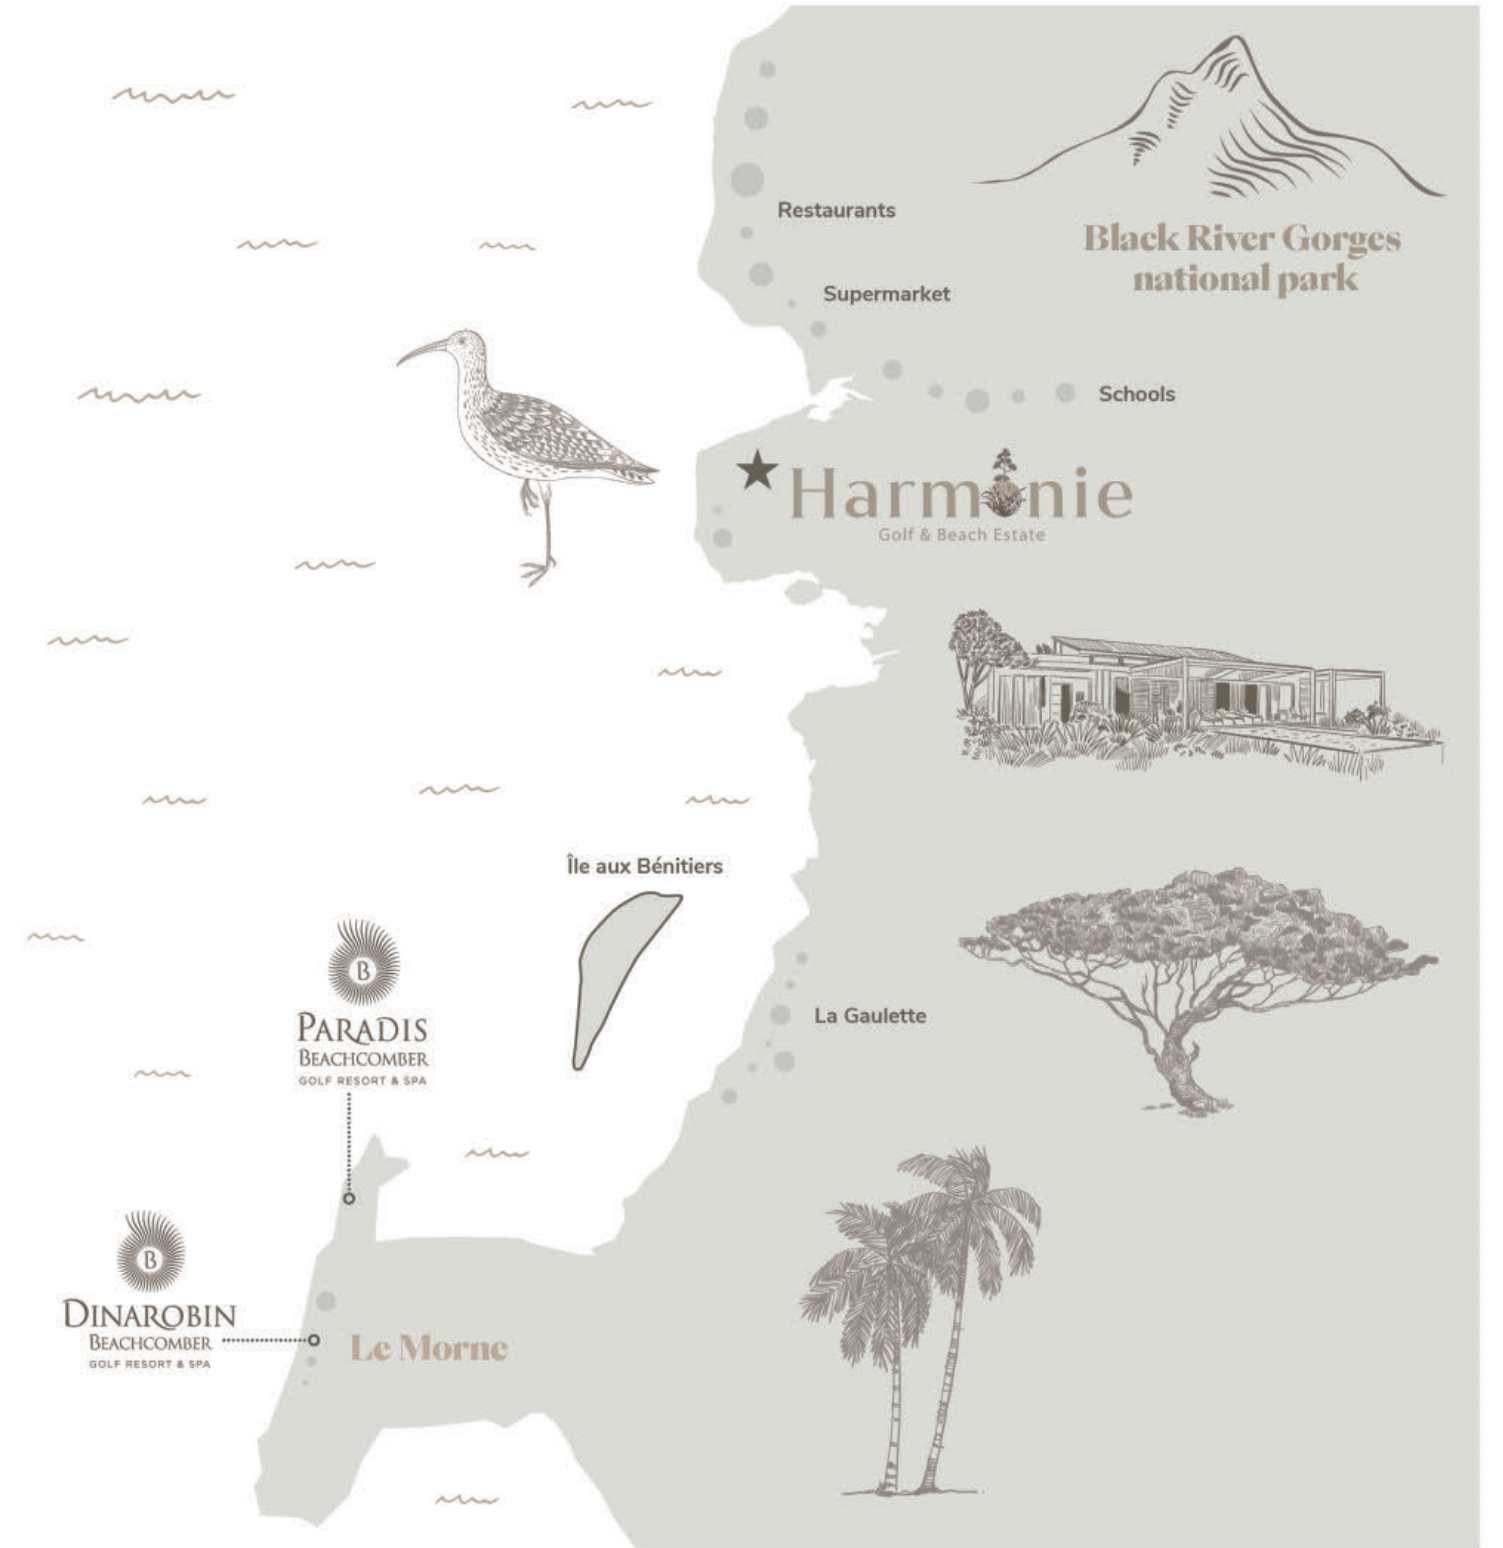 Restaurants
Black River Gorges
national park
Supermarket
Schools
Harmonie
Golf & Beach Estate
Île aux Bénitiers
B
PARADIS
BEACHCOMBER
GOLF RESORT & SPA
La Gaulette
B
DINAROBIN
BEACHCOMBER
GOLF RESORT & SPA
Le Morne